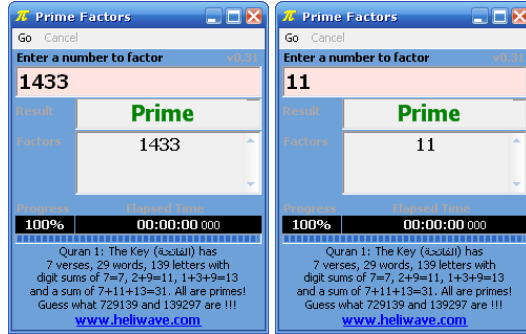 π Prime Factors
Go Cancel
Enter a number to factor v0.31
1433
Result Prime
Factors 1433
Progress Elapsed Time
100% 00:00:00 000
Quran 1: The Key (الفاتحة) has
7 verses, 29 words, 139 letters with
digit sums of 7=7, 2+9=11, 1+3+9=13
and a sum of 7+11+13=31. All are primes!
Guess what 729139 and 139297 are !!!
www.heliwave.com
π Prime Factors
Go Cancel
Enter a number to factor v0.31
11
Result Prime
Factors 11
Progress Elapsed Time
100% 00:00:00 000
Quran 1: The Key (الفاتحة) has
7 verses, 29 words, 139 letters with
digit sums of 7=7, 2+9=11, 1+3+9=13
and a sum of 7+11+13=31. All are primes!
Guess what 729139 and 139297 are !!!
www.heliwave.com